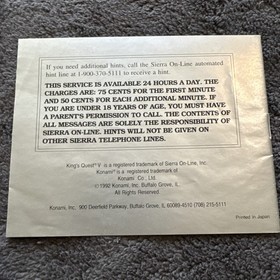 If you need additional hints, call the Sierra On-Line automated
hint line at 1-900-370-5111 to receive a hint.
THIS SERVICE IS AVAILABLE 24 HOURS A DAY. THE
CHARGES ARE: 75 CENTS FOR THE FIRST MINUTE
AND 50 CENTS FOR EACH ADDITIONAL MINUTE. IF
YOU ARE UNDER 18 YEARS OF AGE, YOU MUST HAVE
A PARENT'S PERMISSION TO CALL. THE CONTENTS OF
ALL MESSAGES ARE SOLELY THE RESPONSIBILITY OF
SIERRA ON-LINE. HINTS WILL NOT BE GIVEN ON
OTHER SIERRA TELEPHONE LINES.
King's Quest® V is a registered trademark of Sierra On-Line, Inc.
Konami® is a registered trademark of
Konami Co. Ltd.
© 1992 Konami, Inc. Buffalo Grove, IL.
All Rights Reserved
Konami, Inc. 900 Deerfield Parkway, Buffalo Grove, IL 60089-4510 (708) 215-5111
Printed in Japan